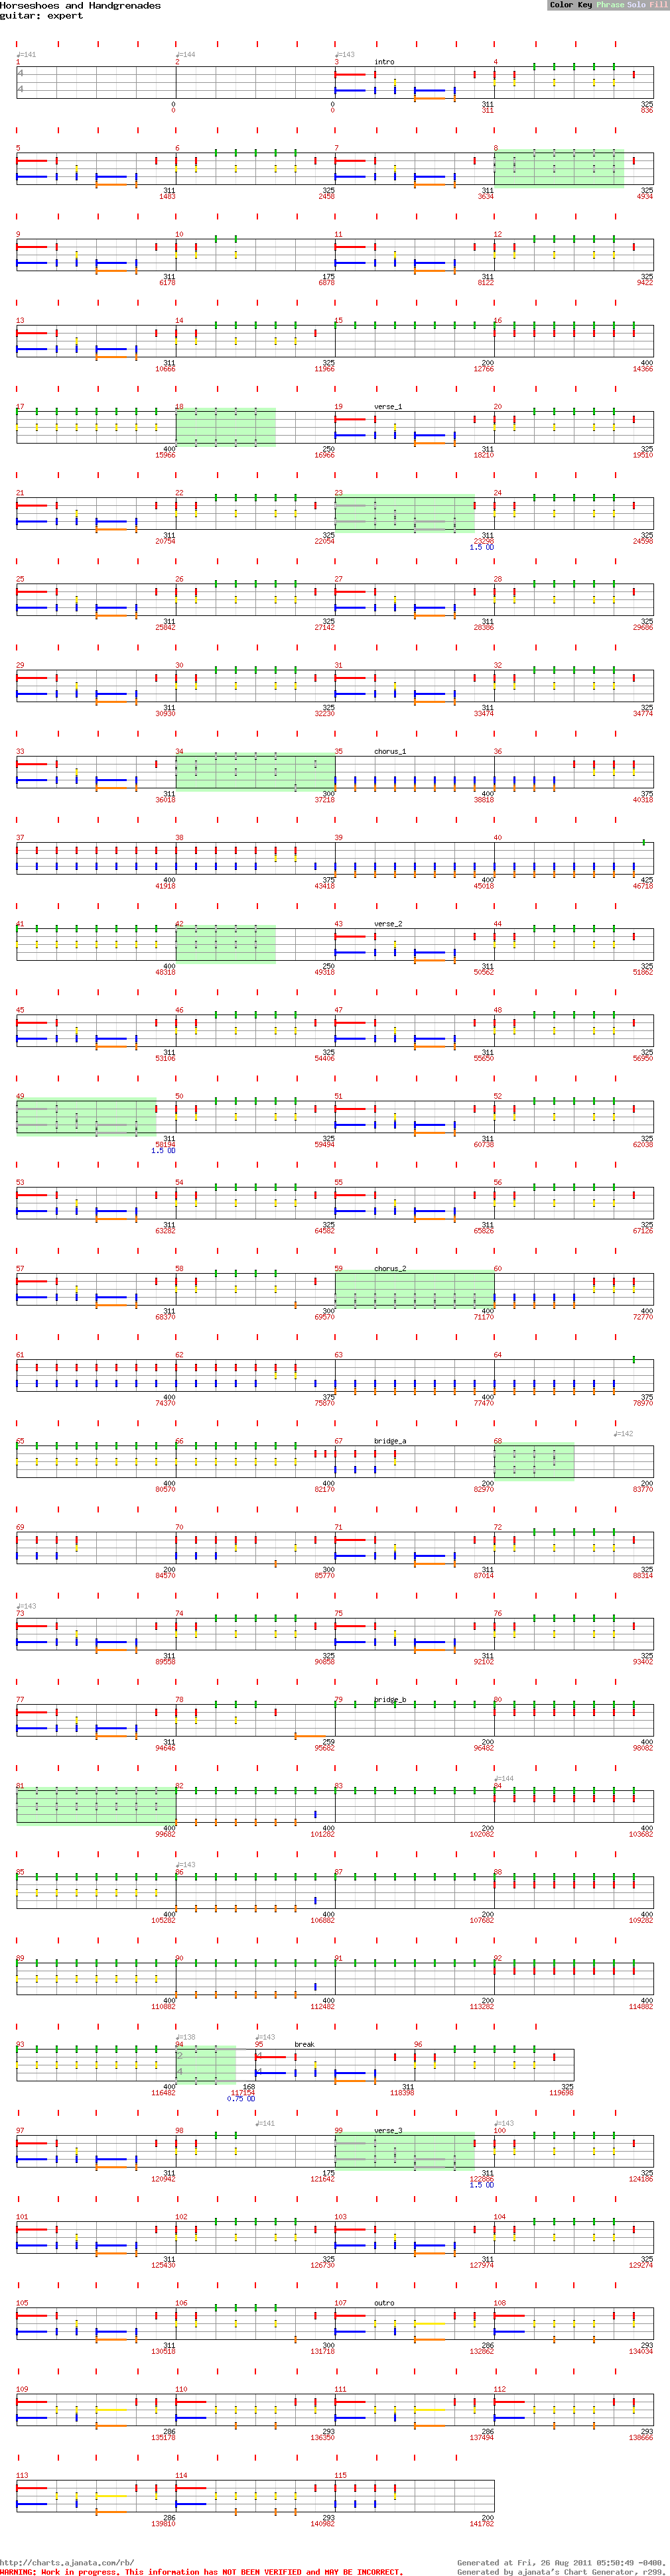 Horseshoes and Handgrenades
guitar: expert
Color Key Phrase Solo Fill
♩=141 ♩=144 ♩=143
1 2 3 intro 4
4
4
0 0 311 325
0 0 311 836
5 6 7 8
311 325 311 325
1483 2458 3634 4934
9 10 11 12
311 175 311 325
6178 6878 8122 9422
13 14 15 16
311 325 200 400
10666 11966 12766 14366
17 18 19 verse_1 20
400 250 311 325
15966 16966 18210 19510
21 22 23 24
311 325 311 325
20754 22054 23298 24598
1.5 OD
25 26 27 28
311 325 311 325
25842 27142 28386 29686
29 30 31 32
311 325 311 325
30930 32230 33474 34774
33 34 35 chorus_1 36
311 300 400 375
36018 37218 38818 40318
37 38 39 40
400 375 400 425
41918 43418 45018 46718
41 42 43 verse_2 44
400 250 311 325
48318 49318 50562 51862
45 46 47 48
311 325 311 325
53106 54406 55650 56950
49 50 51 52
311 325 311 325
58194 59494 60738 62038
1.5 OD
53 54 55 56
311 325 311 325
63282 64582 65826 67126
57 58 59 chorus_2 60
311 300 400 400
68370 69570 71170 72770
61 62 63 64
400 375 400 375
74370 75870 77470 78970
♩=142
65 66 67 bridge_a 68
400 400 200 200
80570 82170 82970 83770
69 70 71 72
200 300 311 325
84570 85770 87014 88314
♩=143
73 74 75 76
311 325 311 325
89558 90858 92102 93402
77 78 79 bridge_b 80
311 259 200 400
94646 95682 96482 98082
♩=144
81 82 83 84
400 400 200 400
99682 101282 102082 103682
♩=143
85 86 87 88
400 400 200 400
105282 106882 107682 109282
89 90 91 92
400 400 200 400
110882 112482 113282 114882
♩=138 ♩=143
93 94 95 break 96
2 4
4 4
400 168 311 325
116482 117154 118398 119698
0.75 OD
♩=141 ♩=143
97 98 99 verse_3 100
311 175 311 325
120942 121642 122886 124186
1.5 OD
101 102 103 104
311 325 311 325
125430 126730 127974 129274
105 106 107 outro 108
311 300 286 293
130518 131718 132862 134034
109 110 111 112
286 293 286 293
135178 136350 137494 138666
113 114 115
286 293 200
139810 140982 141782
http://charts.ajanata.com/rb/
Generated at Fri, 26 Aug 2011 05:50:49 -0400.
WARNING: Work in progress. This information has NOT BEEN VERIFIED and MAY BE INCORRECT.
Generated by ajanata's Chart Generator, r299.